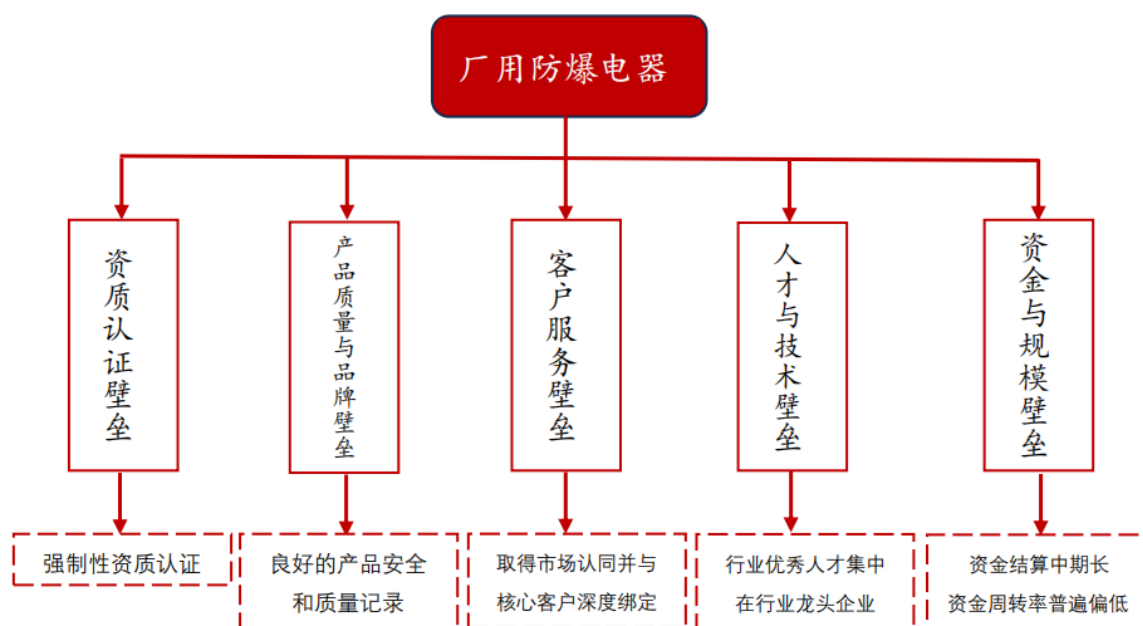 厂用防爆电器
资质认证壁垒
产品质量与品牌壁垒
客户服务壁垒
人才与技术壁垒
资金与规模壁垒
强制性资质认证
良好的产品安全
和质量记录
取得市场认同并与
核心客户深度绑定
行业优秀人才集中
在行业龙头企业
资金结算中期长
资金周转率普遍偏低